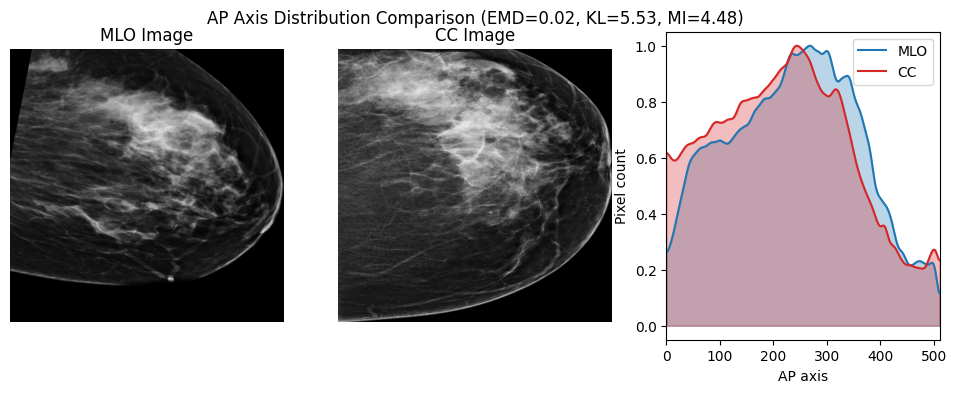 AP Axis Distribution Comparison (EMD=0.02, KL=5.53, MI=4.48)
MLO Image
CC Image
MLO
CC
Pixel count
1.0
0.8
0.6
0.4
0.2
0.0
0 100 200 300 400 500
AP axis